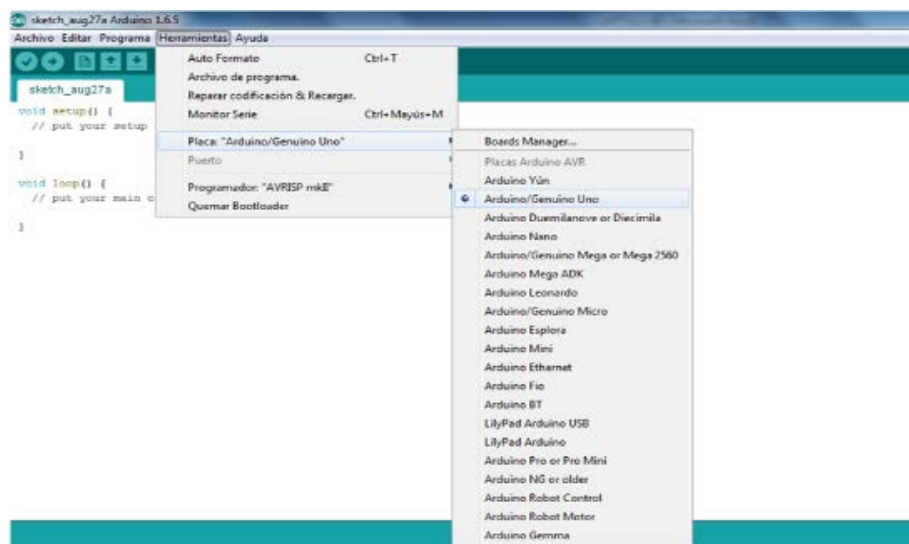 sketch_aug27a Arduino 1.6.5
Archivo Editar Programa Herramientas Ayuda
sketch_aug27a
void setup() {
// put your setup
}
void loop() {
// put your main c
}
Auto Formato Ctrl+T
Archivo de programa.
Reparar codificación & Recargar.
Monitor Serie Ctrl+Mayús+M
Placa: "Arduino/Genuino Uno"
Puerto
Programador: "AVRISP mkII"
Quemar Bootloader
Boards Manager...
Placas Arduino AVR
Arduino Yún
Arduino/Genuino Uno
Arduino Duemilanove or Diecimila
Arduino Nano
Arduino/Genuino Mega or Mega 2560
Arduino Mega ADK
Arduino Leonardo
Arduino/Genuino Micro
Arduino Esplora
Arduino Mini
Arduino Ethernet
Arduino Fio
Arduino BT
LilyPad Arduino USB
LilyPad Arduino
Arduino Pro or Pro Mini
Arduino NG or older
Arduino Robot Control
Arduino Robot Motor
Arduino Gemma